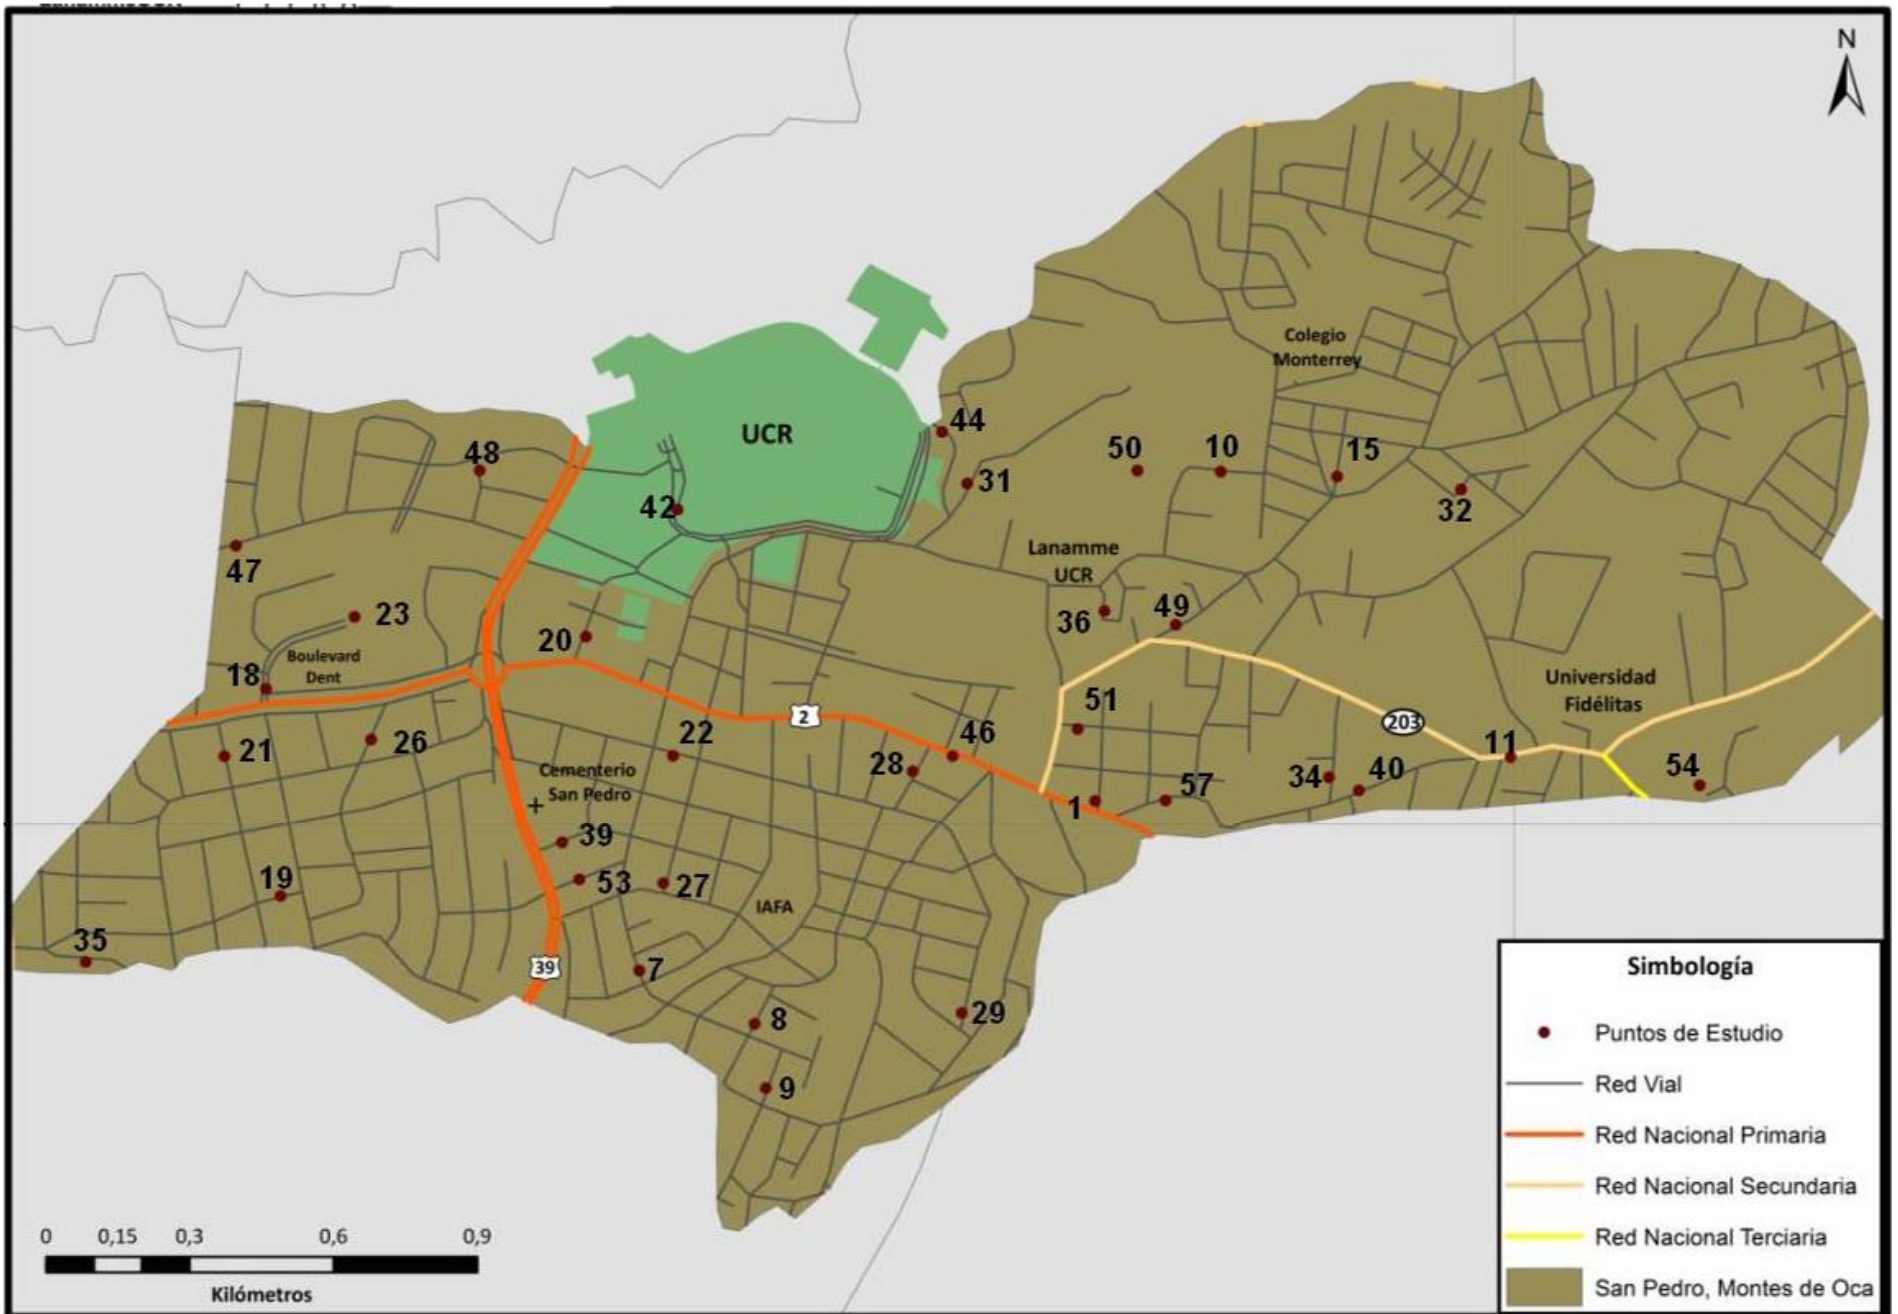 N
Colegio
Monterrey
UCR
44
48
50
10
15
31
42
32
47
Lanamme
UCR
23
36
49
20
Boulevard
Dent
18
Universidad
Fidélitas
51
2
203
22
46
21
26
11
28
Cementerio
San Pedro
34
40
54
57
1
39
19
53
27
IAFA
35
39
7
8
29
9
Simbología
Puntos de Estudio
Red Vial
Red Nacional Primaria
Red Nacional Secundaria
Red Nacional Terciaria
San Pedro, Montes de Oca
0 0,15 0,3 0,6 0,9
Kilómetros